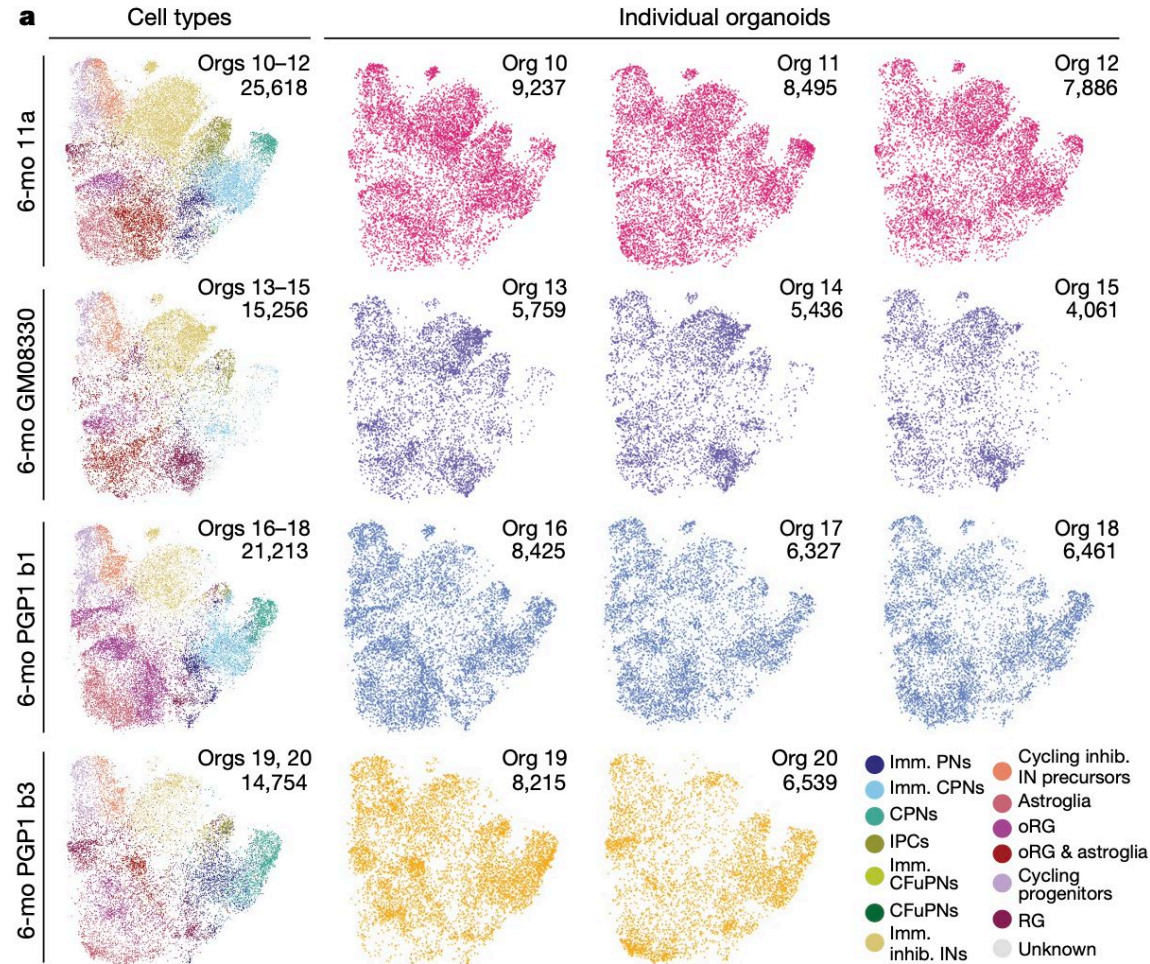 a
Cell types
Individual organoids
6-mo 11a
Orgs 10–12
25,618
Org 10
9,237
Org 11
8,495
Org 12
7,886
6-mo GM08330
Orgs 13–15
15,256
Org 13
5,759
Org 14
5,436
Org 15
4,061
6-mo PGP1 b1
Orgs 16–18
21,213
Org 16
8,425
Org 17
6,327
Org 18
6,461
6-mo PGP1 b3
Orgs 19, 20
14,754
Org 19
8,215
Org 20
6,539
Imm. PNs
Imm. CPNs
CPNs
IPCs
Imm.
CFuPNs
CFuPNs
Imm.
inhib. INs
Cycling inhib.
IN precursors
Astroglia
oRG
oRG & astroglia
Cycling
progenitors
RG
Unknown